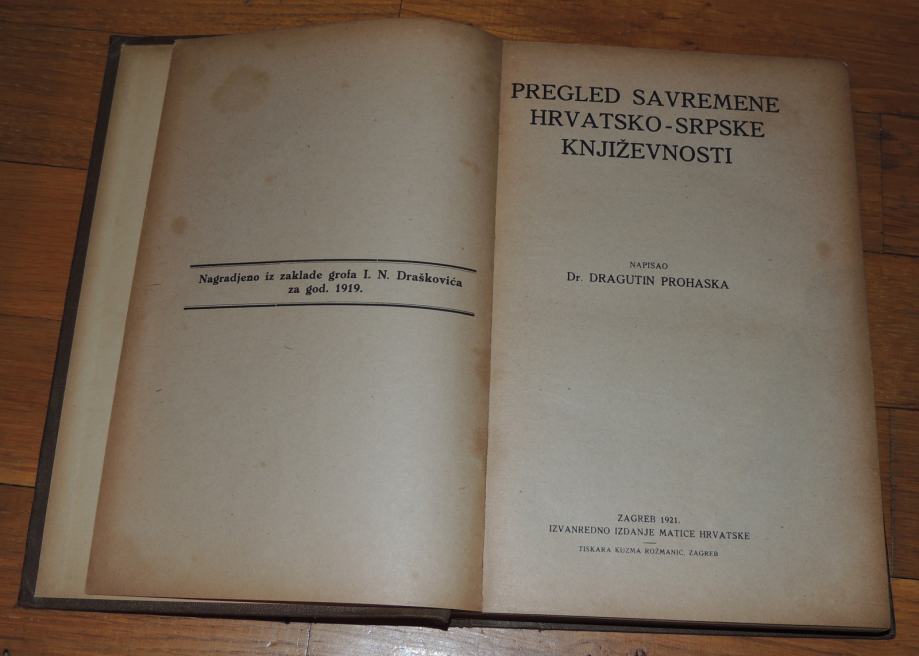 Nagradjeno iz zaklade grofa I. N. Draškovića
za god. 1919.
PREGLED SAVREMENE
HRVATSKO-SRPSKE
KNJIŽEVNOSTI
NAPISAO
Dr. DRAGUTIN PROHASKA
ZAGREB 1921.
IZVANREDNO IZDANJE MATICE HRVATSKE
TISKARA KUZMA ROŽMANIĆ, ZAGREB